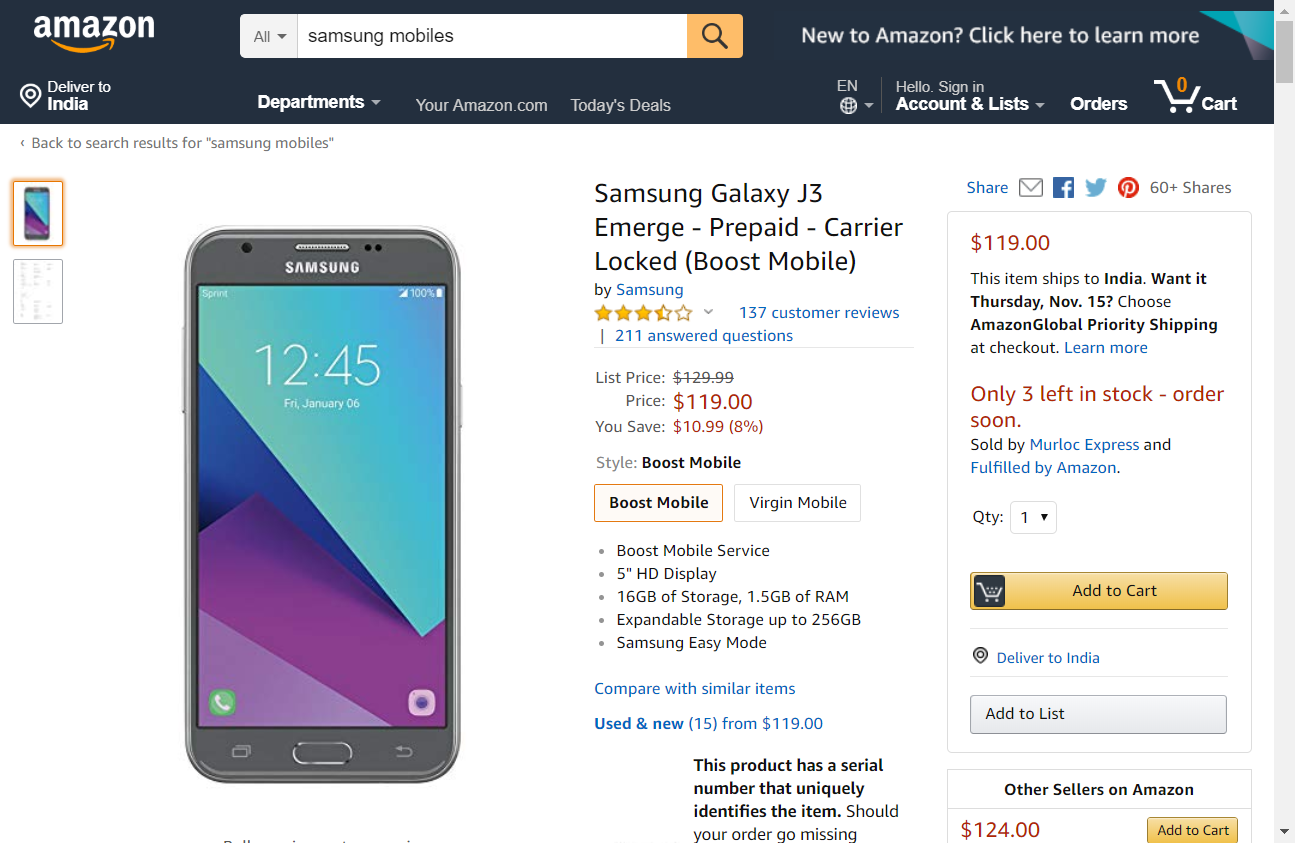 amazon
All
samsung mobiles
New to Amazon? Click here to learn more
Deliver to
India
Departments
Your Amazon.com
Today's Deals
EN
Hello. Sign in
Account & Lists
Orders
0
Cart
‹ Back to search results for "samsung mobiles"
SAMSUNG
Sprint
100%
12:45
Fri, January 06
Samsung Galaxy J3
Emerge - Prepaid - Carrier
Locked (Boost Mobile)
by Samsung
137 customer reviews
| 211 answered questions
List Price: $129.99
Price: $119.00
You Save: $10.99 (8%)
Style: Boost Mobile
Boost Mobile
Virgin Mobile
• Boost Mobile Service
• 5" HD Display
• 16GB of Storage, 1.5GB of RAM
• Expandable Storage up to 256GB
• Samsung Easy Mode
Compare with similar items
Used & new (15) from $119.00
This product has a serial
number that uniquely
identifies the item. Should
your order go missing
Share
60+ Shares
$119.00
This item ships to India. Want it
Thursday, Nov. 15? Choose
AmazonGlobal Priority Shipping
at checkout. Learn more
Only 3 left in stock - order
soon.
Sold by Murloc Express and
Fulfilled by Amazon.
Qty: 1
Add to Cart
Deliver to India
Add to List
Other Sellers on Amazon
$124.00
Add to Cart